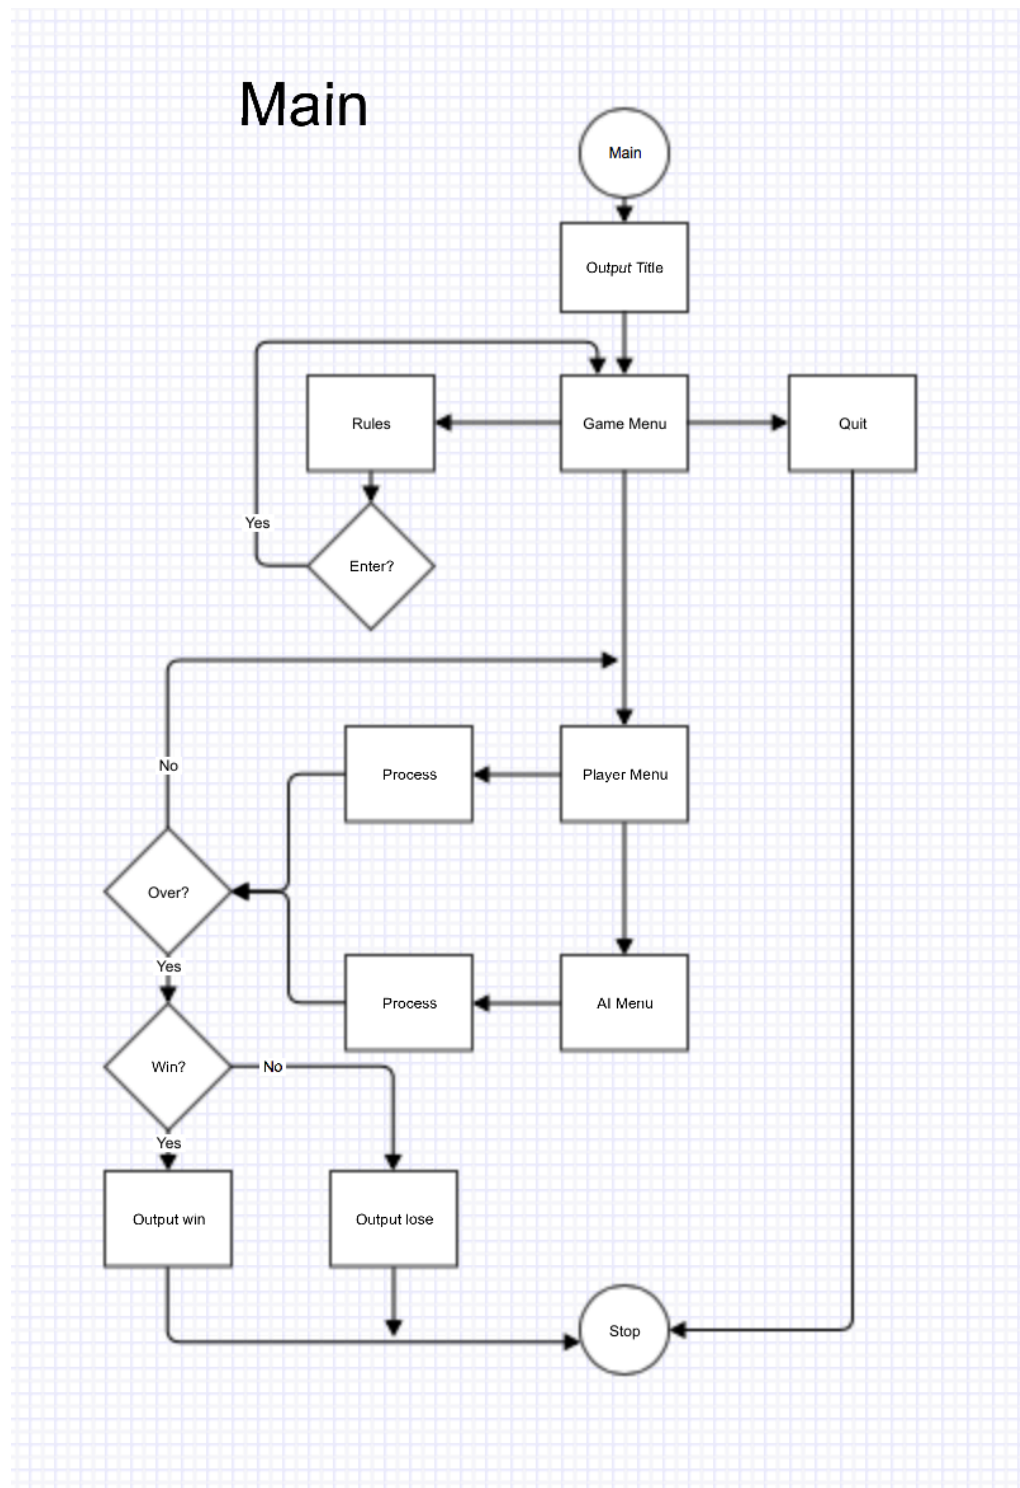 Main
Main
Output Title
Rules
Game Menu
Quit
Yes
Enter?
No
Process
Player Menu
Over?
Yes
Process
AI Menu
Win?
No
Yes
Output win
Output lose
Stop